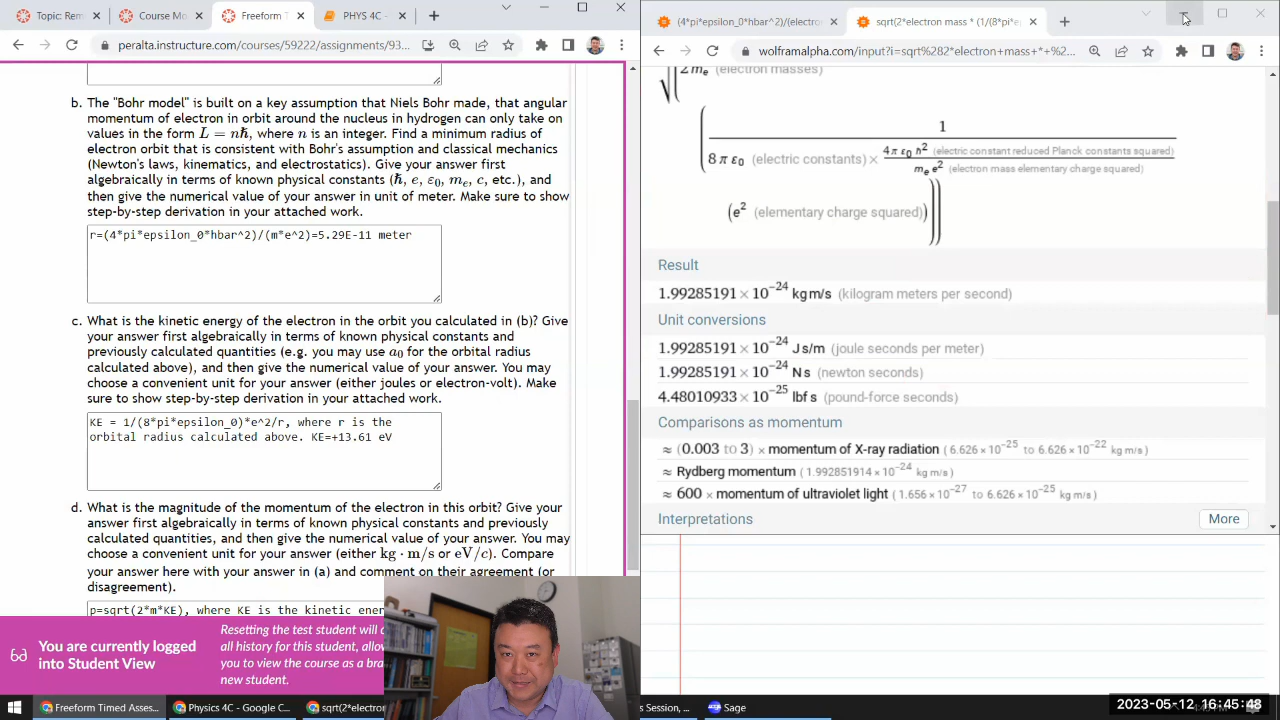 Topic: Rem
Course Mo
Freeform T
PHYS 4C -
peralta.instructure.com/courses/59222/assignments/93...
b. The "Bohr model" is built on a key assumption that Niels Bohr made, that angular
momentum of electron in orbit around the nucleus in hydrogen can only take on
values in the form L = nℏ, where n is an integer. Find a minimum radius of
electron orbit that is consistent with Bohr's assumption and classical mechanics
(Newton's laws, kinematics and electrostatics). Give your answer first
algebraically in terms of known physical constants (ℏ, e, ε₀, mₑ, c, etc.), and
then give the numerical value of your answer in unit of meter. Make sure to show
step-by-step derivation in your attached work.
r=(4*pi*epsilon_0*hbar^2)/(m*e^2)=5.29E-11 meter
c. What is the kinetic energy of the electron in the orbit you calculated in (b)? Give
your answer first algebraically in terms of known physical constants and
previously calculated quantities (e.g. you may use a₀ for the orbital radius
calculated above), and then give the numerical value of your answer. You may
choose a convenient unit for your answer (either joules or electron-volt). Make
sure to show step-by-step derivation in your attached work.
KE = 1/(8*pi*epsilon_0)*e^2/r, where r is the
orbital radius calculated above. KE=+13.61 eV
d. What is the magnitude of the momentum of the electron in this orbit? Give your
answer first algebraically in terms of known physical constants and previously
calculated quantities, and then give the numerical value of your answer. You may
choose a convenient unit for your answer (either kg · m/s or eV/c). Compare
your answer here with your answer in (a) and comment on their agreement (or
disagreement).
p=sqrt(2*m*KE), where KE is the kinetic ener
You are currently logged
into Student View
Resetting the test student will c
all history for this student, allow
you to view the course as a bra
new student.
(4*pi*epsilon_0*hbar^2)/(electro
sqrt(2*electron mass * (1/(8*pi*e
wolframalpha.com/input?i=sqrt%282*electron+mass+*+%2...
2 mₑ (electron masses)
1
8 π ε₀ (electric constants) × 4 π ε₀ ℏ² (electric constant reduced Planck constants squared)
mₑ e² (electron mass elementary charge squared)
(e² (elementary charge squared))
Result
1.99285191 × 10⁻²⁴ kg m/s (kilogram meters per second)
Unit conversions
1.99285191 × 10⁻²⁴ J s/m (joule seconds per meter)
1.99285191 × 10⁻²⁴ N s (newton seconds)
4.48010933 × 10⁻²⁵ lbf s (pound-force seconds)
Comparisons as momentum
≈ (0.003 to 3) × momentum of X-ray radiation (6.626 × 10⁻²⁵ to 6.626 × 10⁻²² kg m/s)
≈ Rydberg momentum (1.992851914 × 10⁻²⁴ kg m/s)
≈ 600 × momentum of ultraviolet light (1.656 × 10⁻²⁷ to 6.626 × 10⁻²⁵ kg m/s)
Interpretations
More
Freeform Timed Asses...
Physics 4C - Google C...
sqrt(2*electr
Session, ...
Sage
2023-05-12 16:45:48